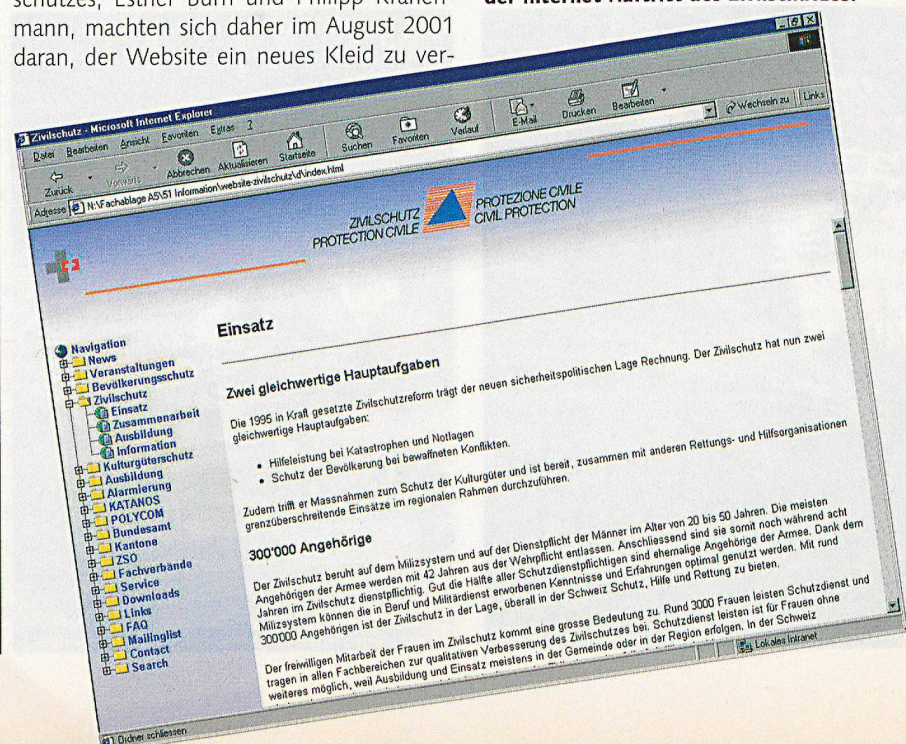 schutzes, Esther Bürh und Philipp Krähen-
mann, machten sich daher im August 2001
daran, der Website ein neues Kleid zu ver-
der Internet-Auftritt des Zivilschutzes.
Zivilschutz - Microsoft Internet Explorer
Datei Bearbeiten Ansicht Favoriten Extras ?
Zurück Vorwärts Abbrechen Aktualisieren Startseite Suchen Favoriten Verlauf E-Mail Drucken Bearbeiten
Adresse N:\Fachablage A5\51 Information\website-zivilschutz\d\index.html Wechseln zu Links
ZIVILSCHUTZ PROTEZIONE CIVILE
PROTECTION CIVILE CIVIL PROTECTION
Navigation
News
Veranstaltungen
Bevölkerungsschutz
Zivilschutz
Einsatz
Zusammenarbeit
Ausbildung
Information
Kulturgüterschutz
Ausbildung
Alarmierung
KATANOS
POLYCOM
Bundesamt
Kantone
ZSO
Fachverbände
Service
Downloads
Links
FAQ
Mailinglist
Contact
Search
Einsatz
Zwei gleichwertige Hauptaufgaben
Die 1995 in Kraft gesetzte Zivilschutzreform trägt der neuen sicherheitspolitischen Lage Rechnung. Der Zivilschutz hat nun zwei
gleichwertige Hauptaufgaben:
• Hilfeleistung bei Katastrophen und Notlagen
• Schutz der Bevölkerung bei bewaffneten Konflikten.
Zudem trifft er Massnahmen zum Schutz der Kulturgüter und ist bereit, zusammen mit anderen Rettungs- und Hilfsorganisationen
grenzüberschreitende Einsätze im regionalen Rahmen durchzuführen.
300'000 Angehörige
Der Zivilschutz beruht auf dem Milizsystem und auf der Dienstpflicht der Männer im Alter von 20 bis 50 Jahren. Die meisten
Angehörigen der Armee werden mit 42 Jahren aus der Wehrpflicht entlassen. Anschliessend sind sie somit noch während acht
Jahren im Zivilschutz dienstpflichtig. Gut die Hälfte aller Schutzdienstpflichtigen sind ehemalige Angehörige der Armee. Dank dem
Milizsystem können die in Beruf und Militärdienst erworbenen Kenntnisse und Erfahrungen optimal genutzt werden. Mit rund
300000 Angehörigen ist der Zivilschutz in der Lage, überall in der Schweiz Schutz, Hilfe und Rettung zu bieten.
Der freiwilligen Mitarbeit der Frauen im Zivilschutz kommt eine grosse Bedeutung zu. Rund 3000 Frauen leisten Schutzdienst und
tragen in allen Fachbereichen zur qualitativen Verbesserung des Zivilschutzes bei. Schutzdienst leisten ist für Frauen ohne
weiteres möglich, weil Ausbildung und Einsatz meistens in der Gemeinde oder in der Region erfolgen. In der Schweiz
Ordner schliessen
Lokales Intranet